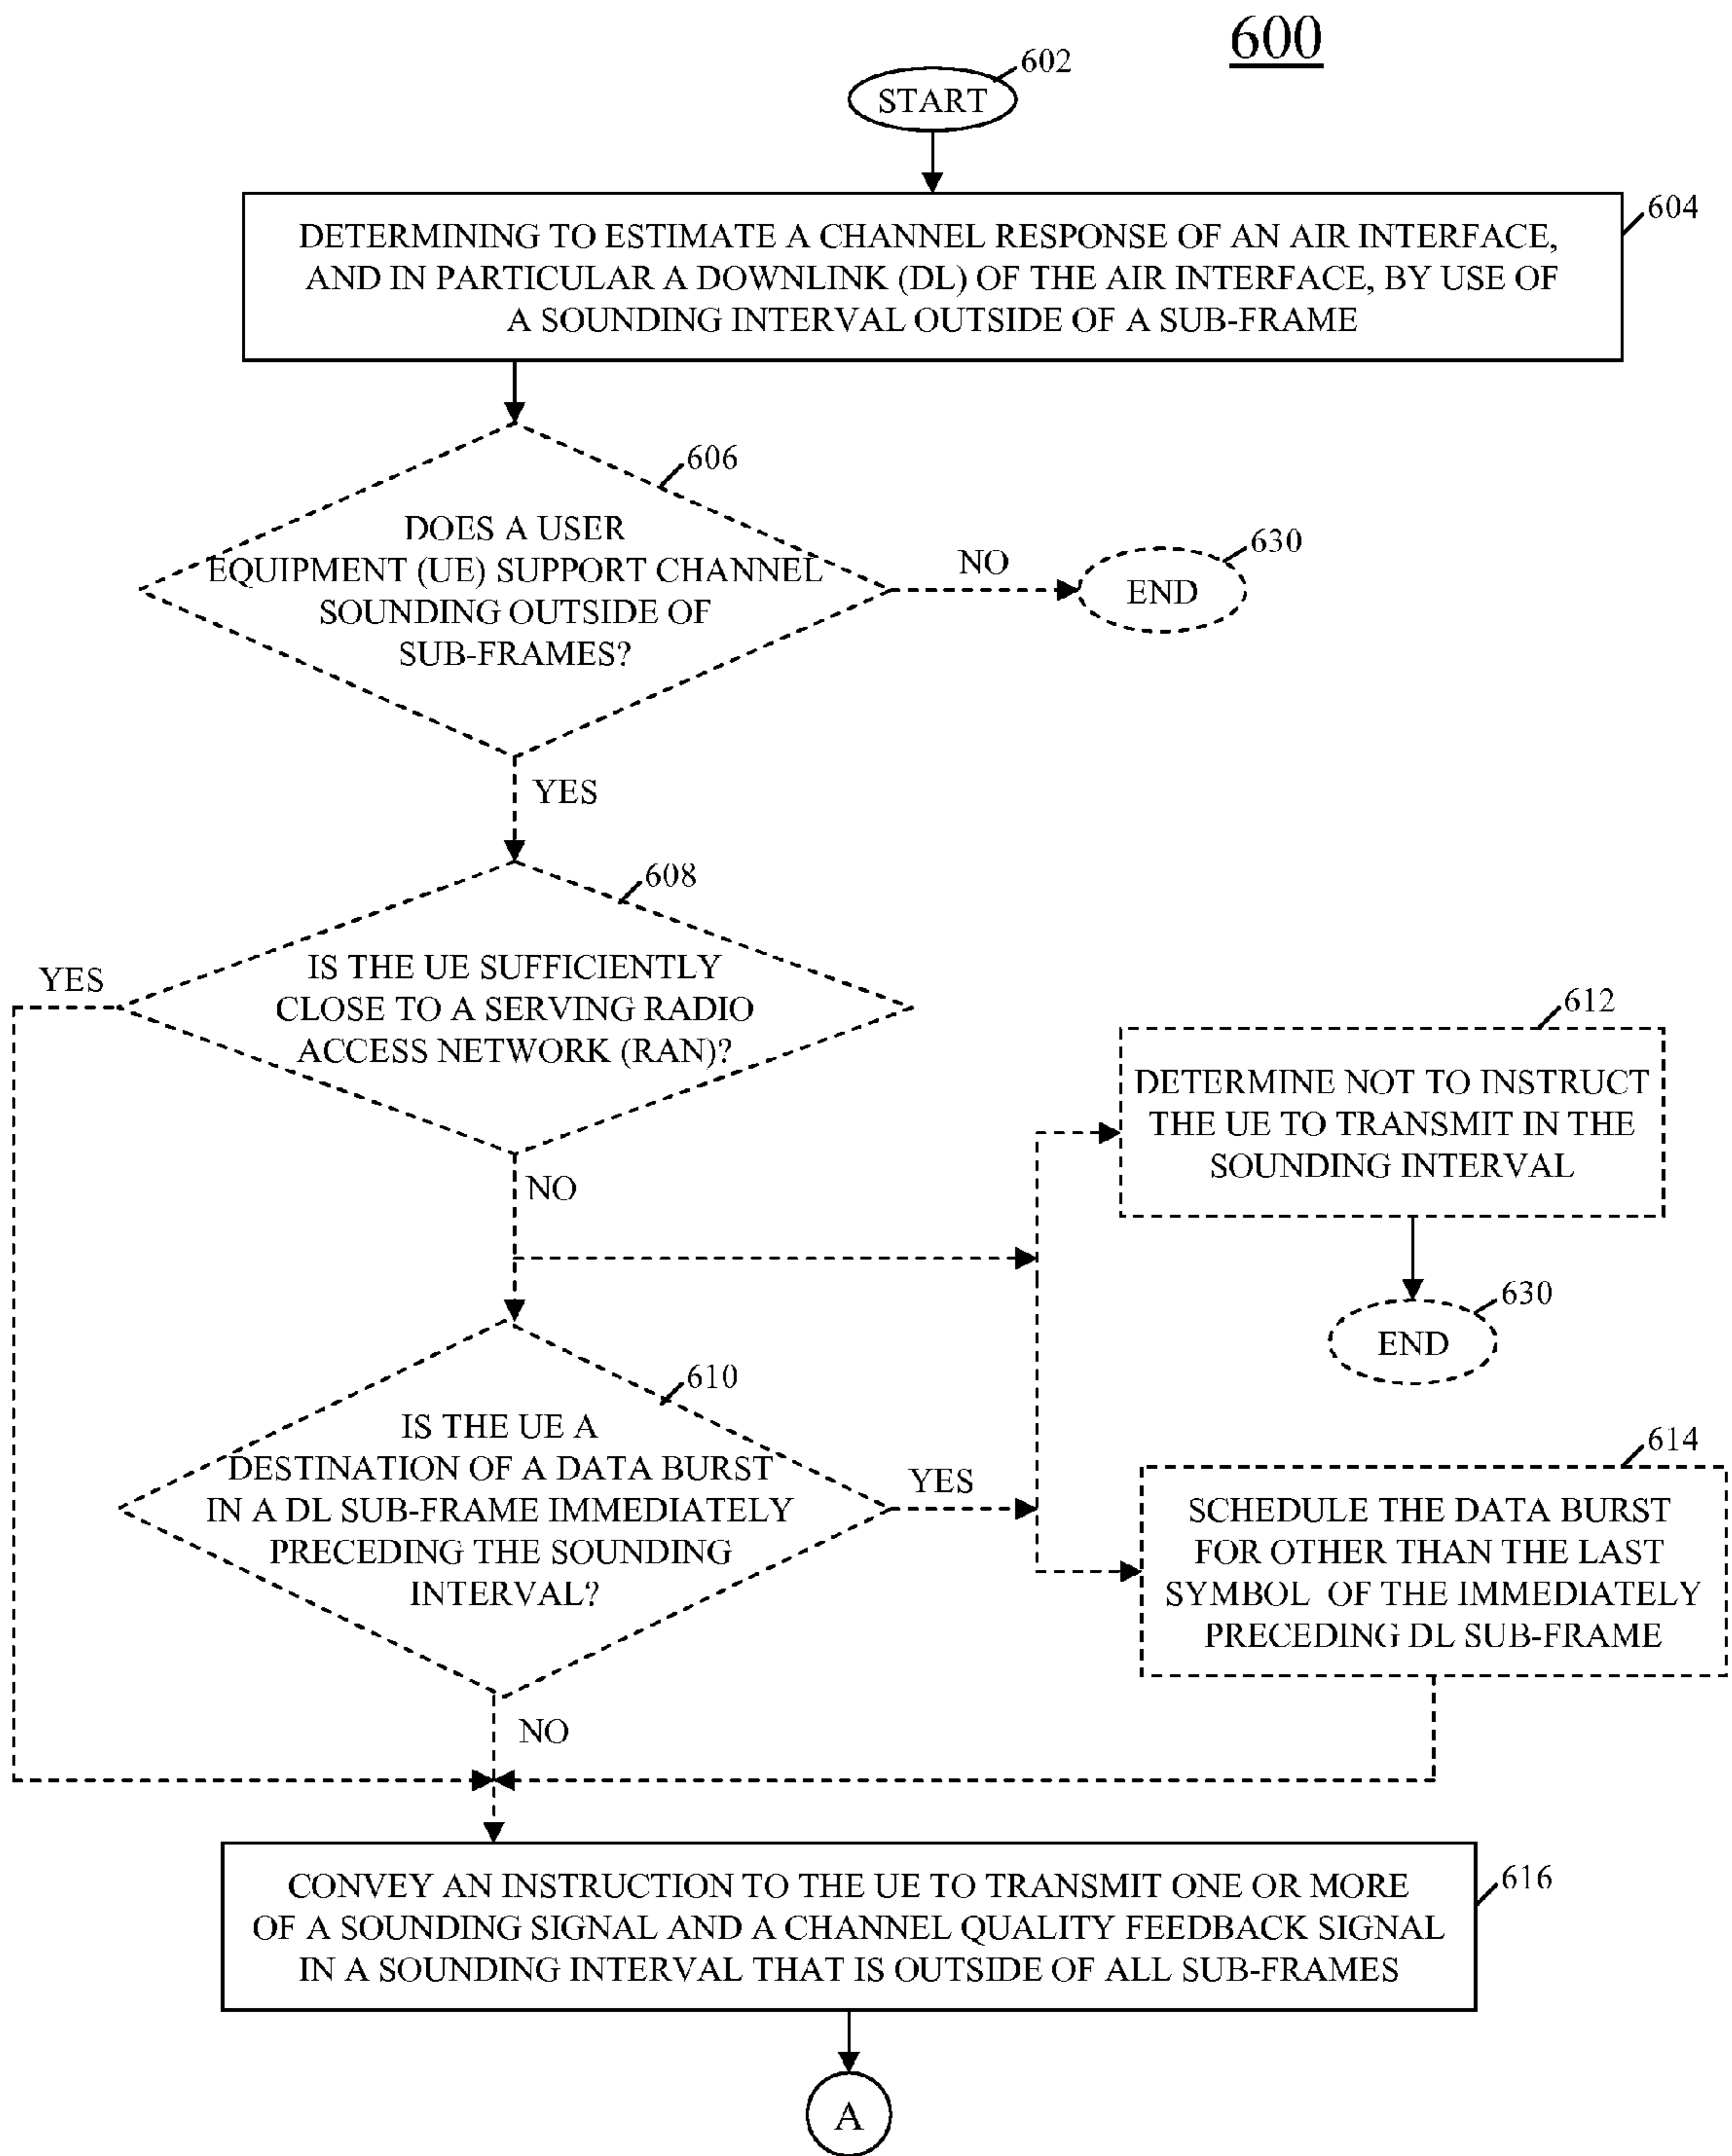 600
602
START
604
DETERMINING TO ESTIMATE A CHANNEL RESPONSE OF AN AIR INTERFACE,
AND IN PARTICULAR A DOWNLINK (DL) OF THE AIR INTERFACE, BY USE OF
A SOUNDING INTERVAL OUTSIDE OF A SUB-FRAME
606
DOES A USER
EQUIPMENT (UE) SUPPORT CHANNEL
SOUNDING OUTSIDE OF
SUB-FRAMES?
NO
630
END
YES
608
IS THE UE SUFFICIENTLY
CLOSE TO A SERVING RADIO
ACCESS NETWORK (RAN)?
YES
NO
612
DETERMINE NOT TO INSTRUCT
THE UE TO TRANSMIT IN THE
SOUNDING INTERVAL
630
END
610
IS THE UE A
DESTINATION OF A DATA BURST
IN A DL SUB-FRAME IMMEDIATELY
PRECEDING THE SOUNDING
INTERVAL?
YES
614
SCHEDULE THE DATA BURST
FOR OTHER THAN THE LAST
SYMBOL OF THE IMMEDIATELY
PRECEDING DL SUB-FRAME
NO
616
CONVEY AN INSTRUCTION TO THE UE TO TRANSMIT ONE OR MORE
OF A SOUNDING SIGNAL AND A CHANNEL QUALITY FEEDBACK SIGNAL
IN A SOUNDING INTERVAL THAT IS OUTSIDE OF ALL SUB-FRAMES
A